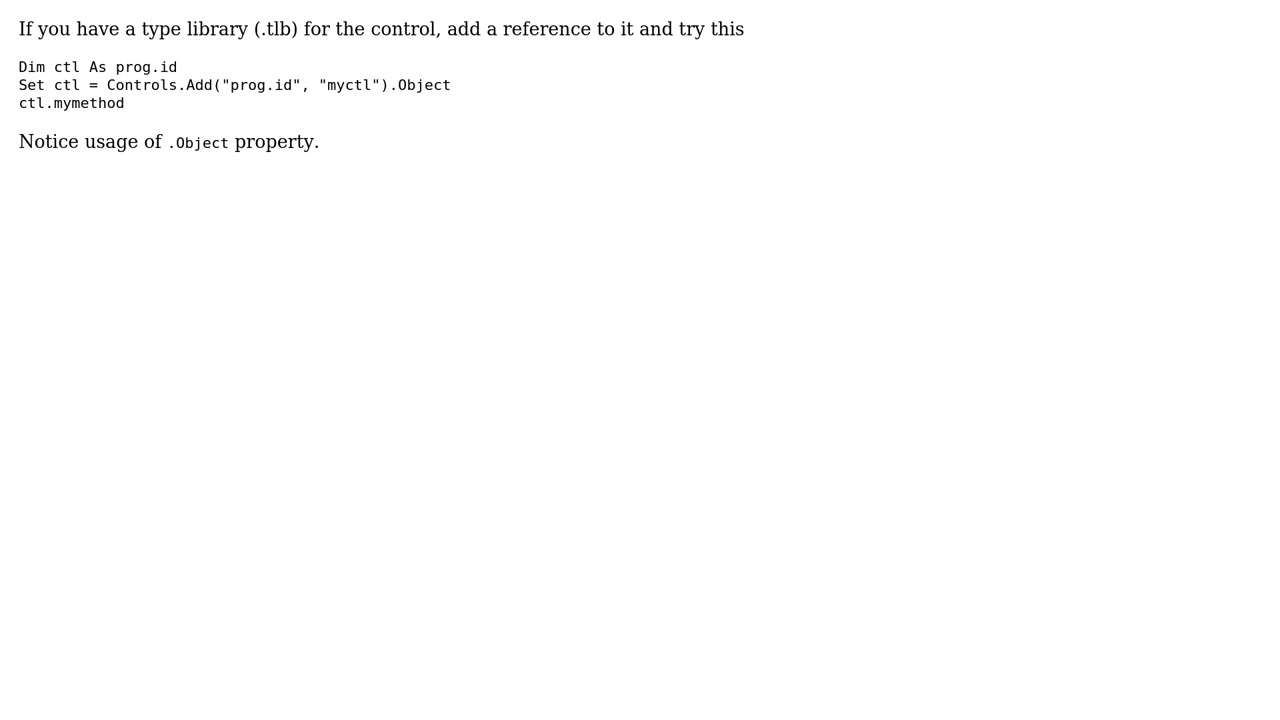 If you have a type library (.tlb) for the control, add a reference to it and try this
Dim ctl As prog.id
Set ctl = Controls.Add("prog.id", "myctl").Object
ctl.mymethod
Notice usage of .Object property.